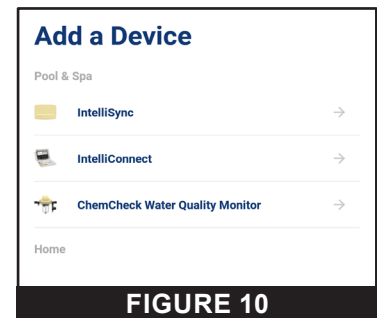 Add a Device
Pool & Spa
IntelliSync
IntelliConnect
ChemCheck Water Quality Monitor
Home
FIGURE 10